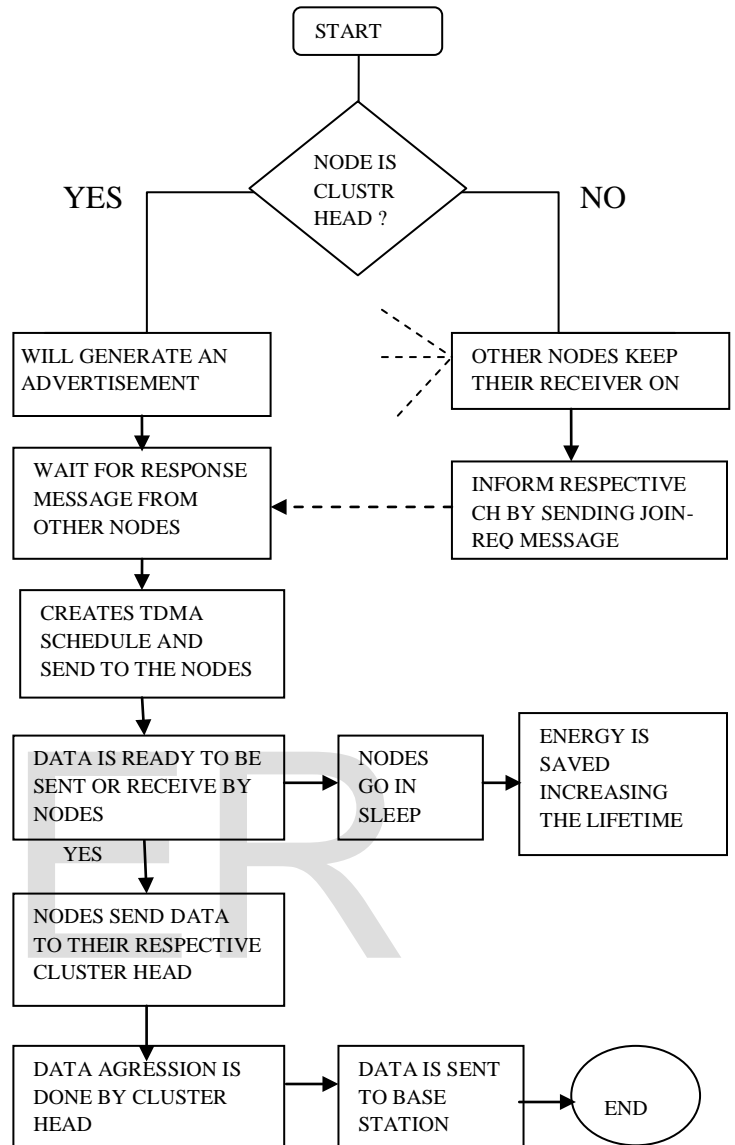 START
NODE IS
CLUSTR
HEAD ?
YES
NO
WILL GENERATE AN
ADVERTISEMENT
OTHER NODES KEEP
THEIR RECEIVER ON
WAIT FOR RESPONSE
MESSAGE FROM
OTHER NODES
INFORM RESPECTIVE
CH BY SENDING JOIN-
REQ MESSAGE
CREATES TDMA
SCHEDULE AND
SEND TO THE NODES
DATA IS READY TO BE
SENT OR RECEIVE BY
NODES
NODES
GO IN
SLEEP
ENERGY IS
SAVED
INCREASING
THE LIFETIME
YES
NODES SEND DATA
TO THEIR RESPECTIVE
CLUSTER HEAD
DATA AGRESSION IS
DONE BY CLUSTER
HEAD
DATA IS SENT
TO BASE
STATION
END
ER